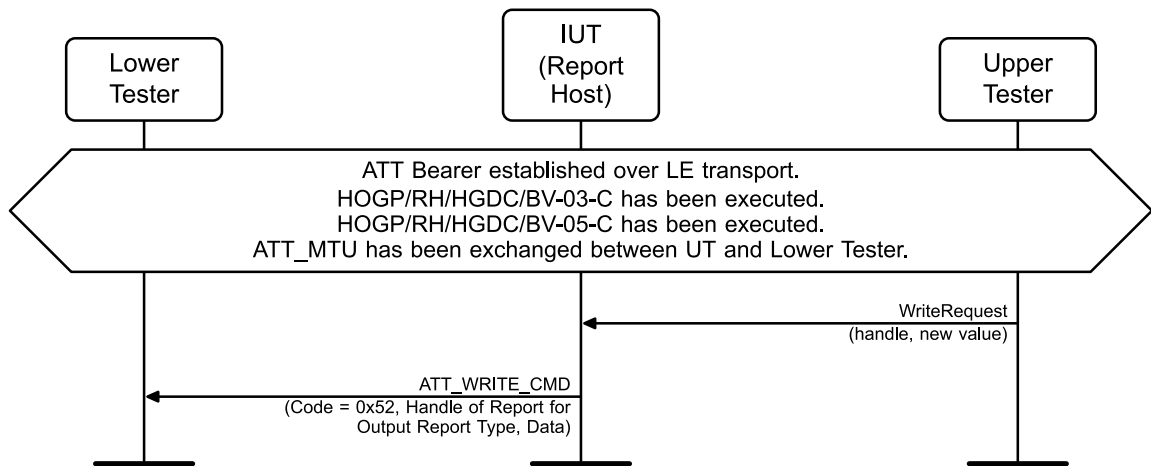 Lower
Tester
IUT
(Report
Host)
Upper
Tester
ATT Bearer established over LE transport.
HOGP/RH/HGDC/BV-03-C has been executed.
HOGP/RH/HGDC/BV-05-C has been executed.
ATT_MTU has been exchanged between UT and Lower Tester.
WriteRequest
(handle, new value)
ATT_WRITE_CMD
(Code = 0x52, Handle of Report for
Output Report Type, Data)